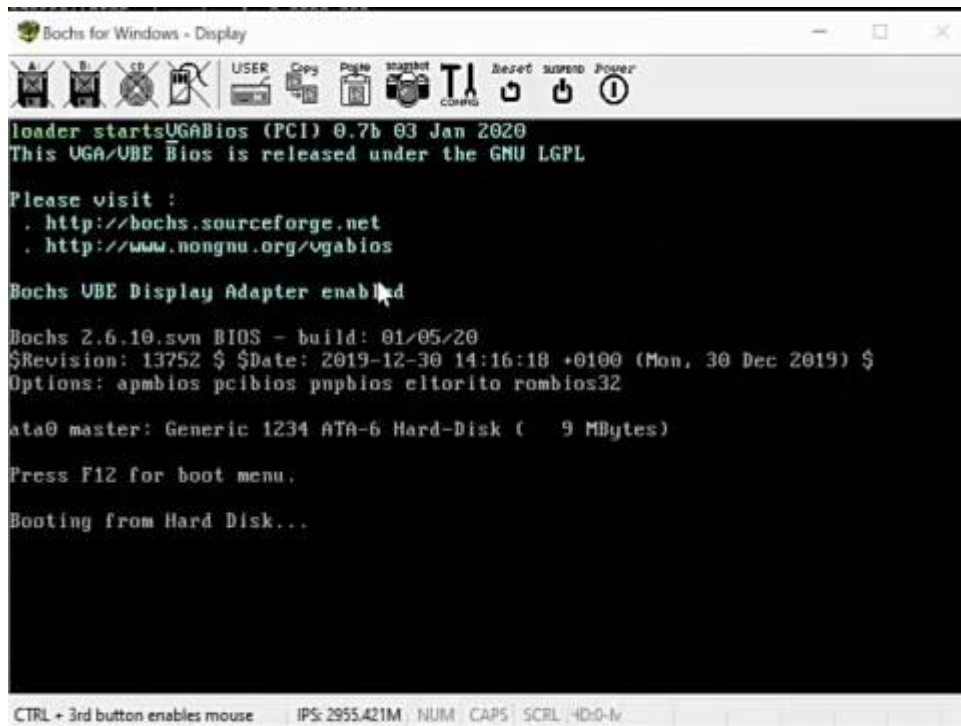 Bochs for Windows - Display
A: B: CD USER Copy Paste snapshot CONFIG Reset SUSPEND Power
loader startsVGABios (PCI) 0.7b 03 Jan 2020
This VGA/VBE Bios is released under the GNU LGPL
Please visit :
. http://bochs.sourceforge.net
. http://www.nongnu.org/vgabios
Bochs VBE Display Adapter enabled
Bochs 2.6.10.svn BIOS - build: 01/05/20
$Revision: 13752 $ $Date: 2019-12-30 14:16:18 +0100 (Mon, 30 Dec 2019) $
Options: apmbios pcibios pnpbios eltorito rombios32
ata0 master: Generic 1234 ATA-6 Hard-Disk (   9 MBytes)
Press F12 for boot menu.
Booting from Hard Disk...
CTRL + 3rd button enables mouse IPS: 2955.421M NUM CAPS SCRL